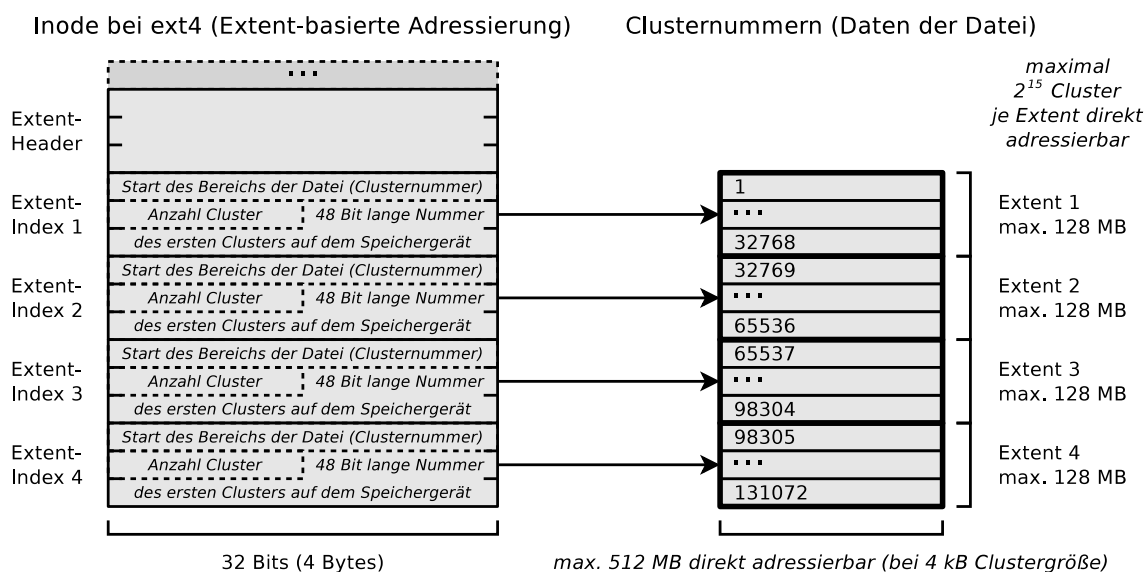 Inode bei ext4 (Extent-basierte Adressierung)
Clusternummern (Daten der Datei)
...
maximal
2¹⁵ Cluster
je Extent direkt
adressierbar
Extent-
Header
Extent-
Index 1
Start des Bereichs der Datei (Clusternummer)
Anzahl Cluster
48 Bit lange Nummer
des ersten Clusters auf dem Speichergerät
1
...
32768
Extent 1
max. 128 MB
Extent-
Index 2
Start des Bereichs der Datei (Clusternummer)
Anzahl Cluster
48 Bit lange Nummer
des ersten Clusters auf dem Speichergerät
32769
...
65536
Extent 2
max. 128 MB
Extent-
Index 3
Start des Bereichs der Datei (Clusternummer)
Anzahl Cluster
48 Bit lange Nummer
des ersten Clusters auf dem Speichergerät
65537
...
98304
Extent 3
max. 128 MB
Extent-
Index 4
Start des Bereichs der Datei (Clusternummer)
Anzahl Cluster
48 Bit lange Nummer
des ersten Clusters auf dem Speichergerät
98305
...
131072
Extent 4
max. 128 MB
32 Bits (4 Bytes)
max. 512 MB direkt adressierbar (bei 4 kB Clustergröße)